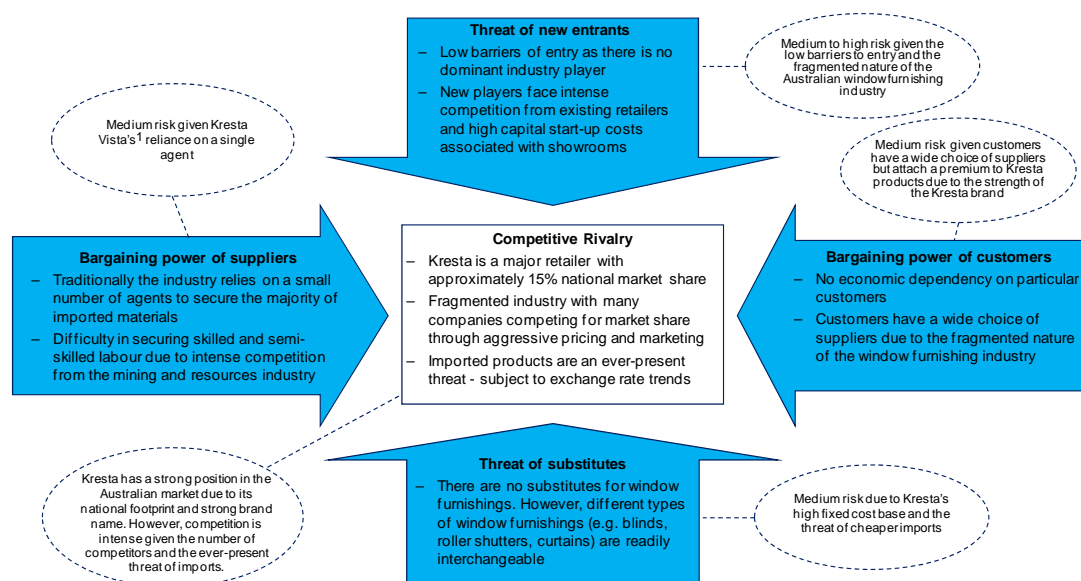 Threat of new entrants
– Low barriers of entry as there is no
dominant industry player
– New players face intense
competition from existing retailers
and high capital start-up costs
associated with showrooms
Medium to high risk given the
low barriers to entry and the
fragmented nature of the
Australian window furnishing
industry
Medium risk given Kresta
Vista's1 reliance on a single
agent
Medium risk given customers
have a wide choice of suppliers
but attach a premium to Kresta
products due to the strength of
the Kresta brand
Bargaining power of suppliers
– Traditionally the industry relies on a small
number of agents to secure the majority of
imported materials
– Difficulty in securing skilled and semi-
skilled labour due to intense competition
from the mining and resources industry
Competitive Rivalry
– Kresta is a major retailer with
approximately 15% national market share
– Fragmented industry with many
companies competing for market share
through aggressive pricing and marketing
– Imported products are an ever-present
threat - subject to exchange rate trends
Bargaining power of customers
– No economic dependency on particular
customers
– Customers have a wide choice of
suppliers due to the fragmented nature
of the window furnishing industry
Kresta has a strong position in the
Australian market due to its
national footprint and strong brand
name. However, competition is
intense given the number of
competitors and the ever-present
threat of imports.
Threat of substitutes
– There are no substitutes for window
furnishings. However, different types
of window furnishings (e.g. blinds,
roller shutters, curtains) are readily
interchangeable
Medium risk due to Kresta's
high fixed cost base and the
threat of cheaper imports